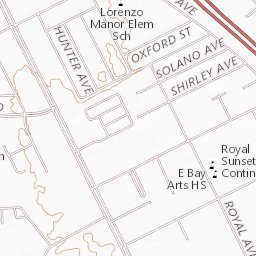 Lorenzo
Manor Elem
Sch
OXFORD ST
SOLANO AVE
SHIRLEY AVE
HUNTER AVE
Royal
Sunset
Contin
E Bay
Arts HS
ROYAL AVE